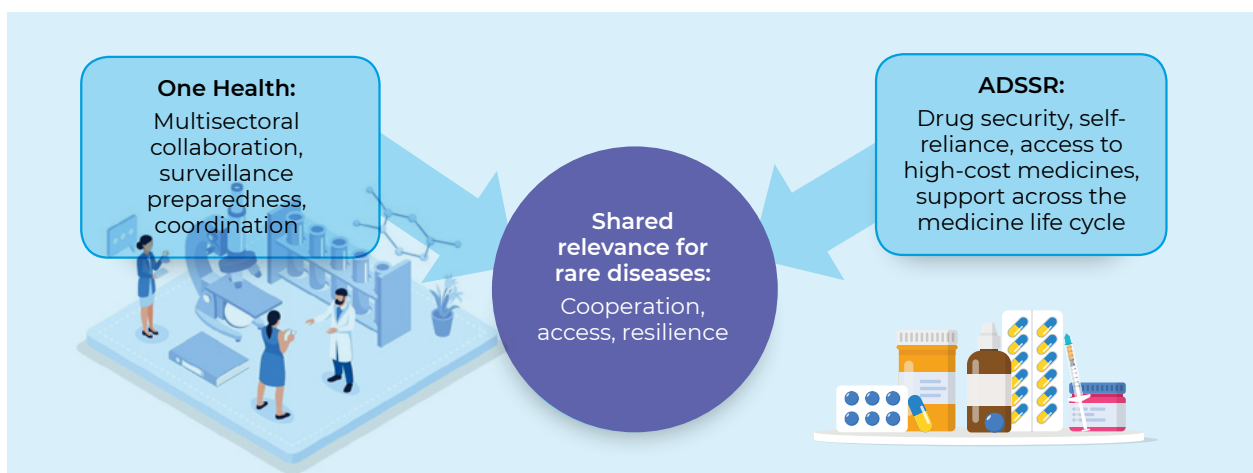 One Health:
Multisectoral
collaboration,
surveillance
preparedness,
coordination
Shared
relevance for
rare diseases:
Cooperation,
access, resilience
ADSSR:
Drug security, self-
reliance, access to
high-cost medicines,
support across the
medicine life cycle